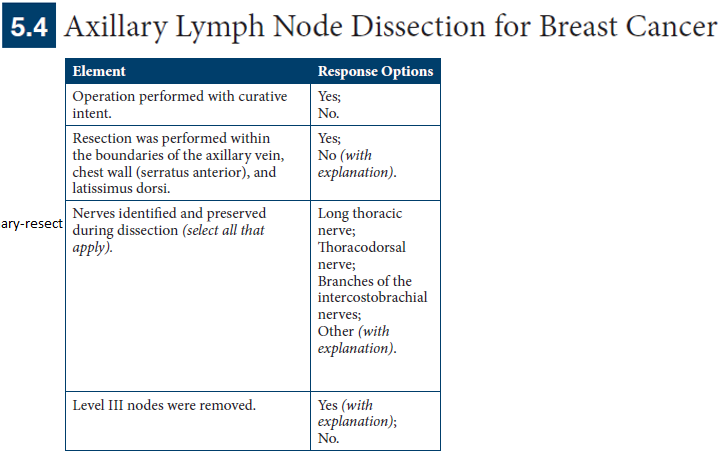 5.4 Axillary Lymph Node Dissection for Breast Cancer
Element
Response Options
Operation performed with curative
intent.
Yes;
No.
Resection was performed within
the boundaries of the axillary vein,
chest wall (serratus anterior), and
latissimus dorsi.
Yes;
No (with
explanation).
ary-resect
Nerves identified and preserved
during dissection (select all that
apply).
Long thoracic
nerve;
Thoracodorsal
nerve;
Branches of the
intercostobrachial
nerves;
Other (with
explanation).
Level III nodes were removed.
Yes (with
explanation);
No.